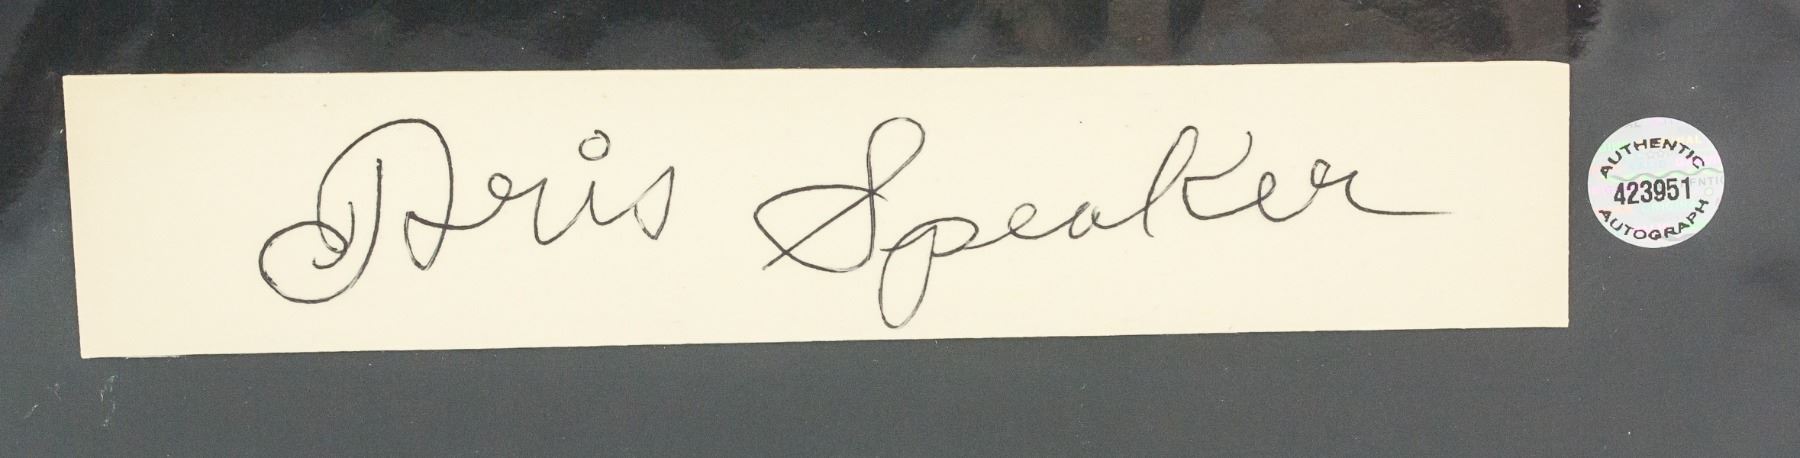 Tris Speaker
AUTHENTIC
423951
AUTOGRAPH